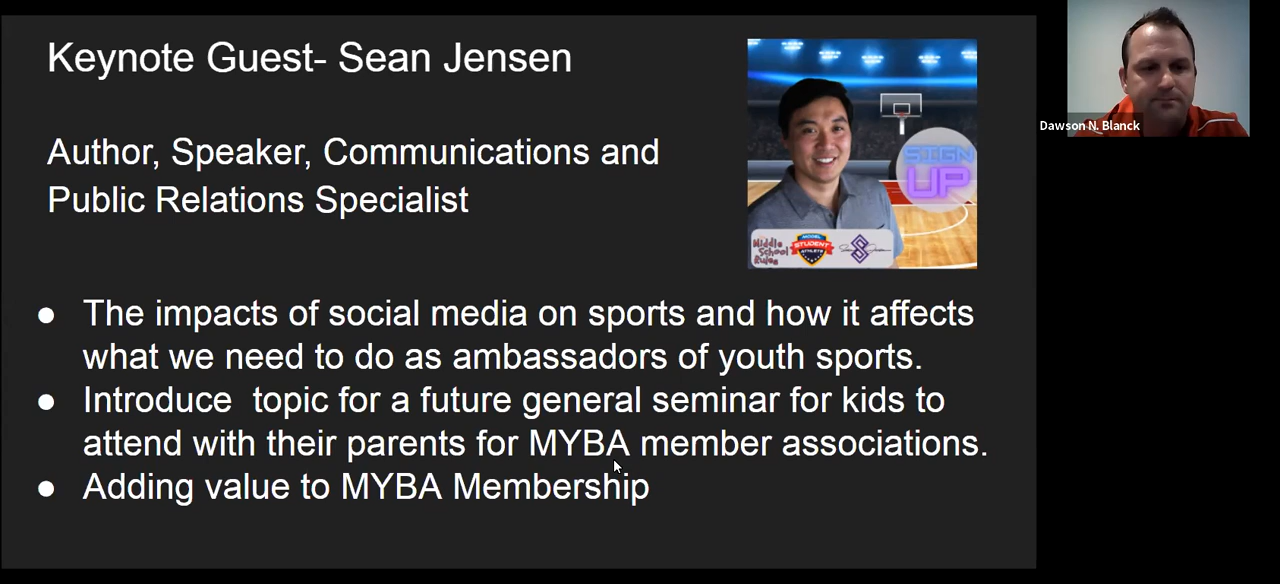 Keynote Guest- Sean Jensen
Author, Speaker, Communications and
Public Relations Specialist
SIGN
UP
Middle
School
Rules
MODEL
STUDENT
ATHLETE
● The impacts of social media on sports and how it affects
what we need to do as ambassadors of youth sports.
● Introduce  topic for a future general seminar for kids to
attend with their parents for MYBA member associations.
● Adding value to MYBA Membership
Dawson N. Blanck